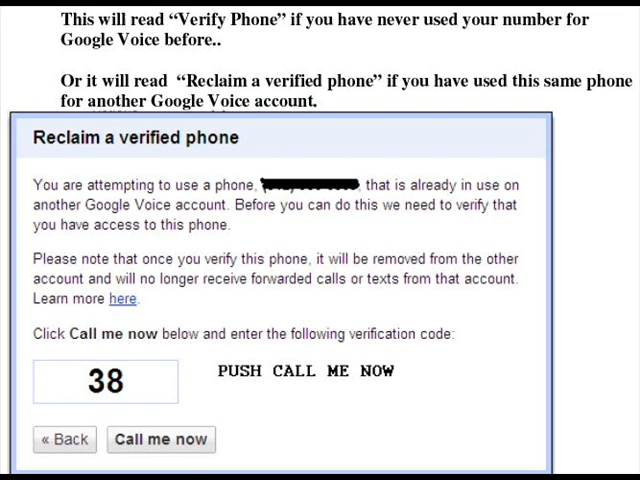 This will read “Verify Phone” if you have never used your number for
Google Voice before..
Or it will read “Reclaim a verified phone” if you have used this same phone
for another Google Voice account.
Reclaim a verified phone
You are attempting to use a phone, , that is already in use on
another Google Voice account. Before you can do this we need to verify that
you have access to this phone.
Please note that once you verify this phone, it will be removed from the other
account and will no longer receive forwarded calls or texts from that account.
Learn more here.
Click Call me now below and enter the following verification code:
38
PUSH CALL ME NOW
« Back
Call me now